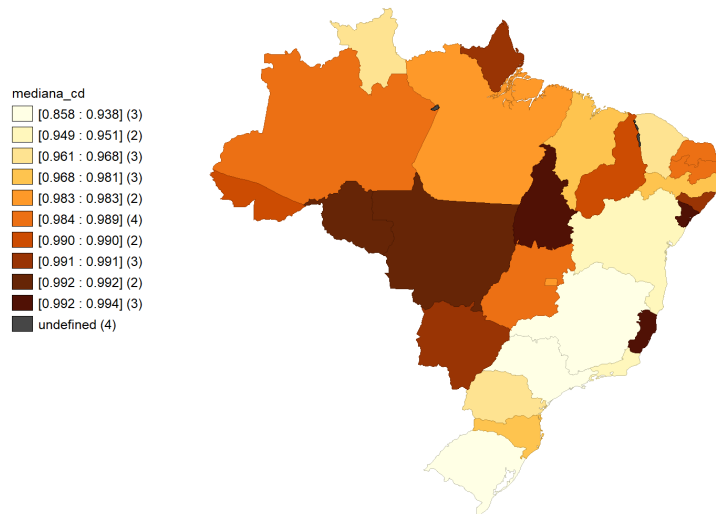 mediana_cd
[0.858 : 0.938] (3)
[0.949 : 0.951] (2)
[0.961 : 0.968] (3)
[0.968 : 0.981] (3)
[0.983 : 0.983] (2)
[0.984 : 0.989] (4)
[0.990 : 0.990] (2)
[0.991 : 0.991] (3)
[0.992 : 0.992] (2)
[0.992 : 0.994] (3)
undefined (4)